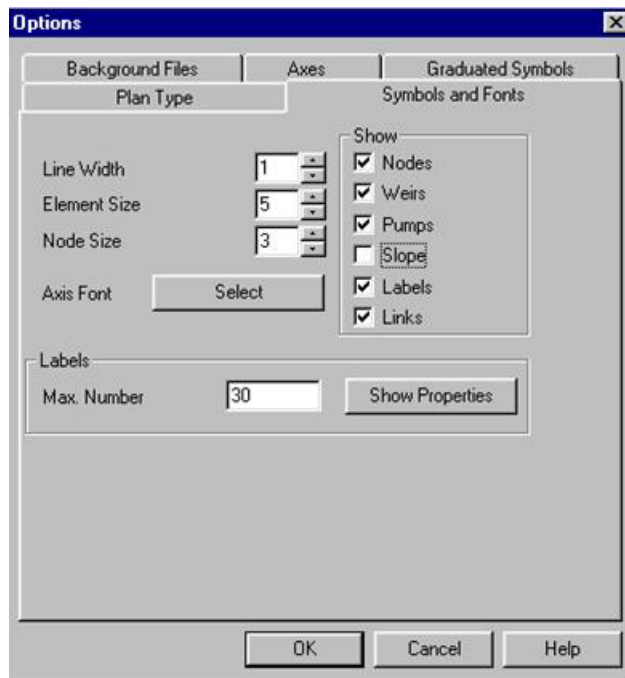 Options
Background Files Axes Graduated Symbols
Plan Type Symbols and Fonts
Show
Line Width 1 Nodes
Element Size 5 Weirs
Node Size 3 Pumps
Slope
Axis Font Select Labels
Links
Labels
Max. Number 30 Show Properties
OK Cancel Help